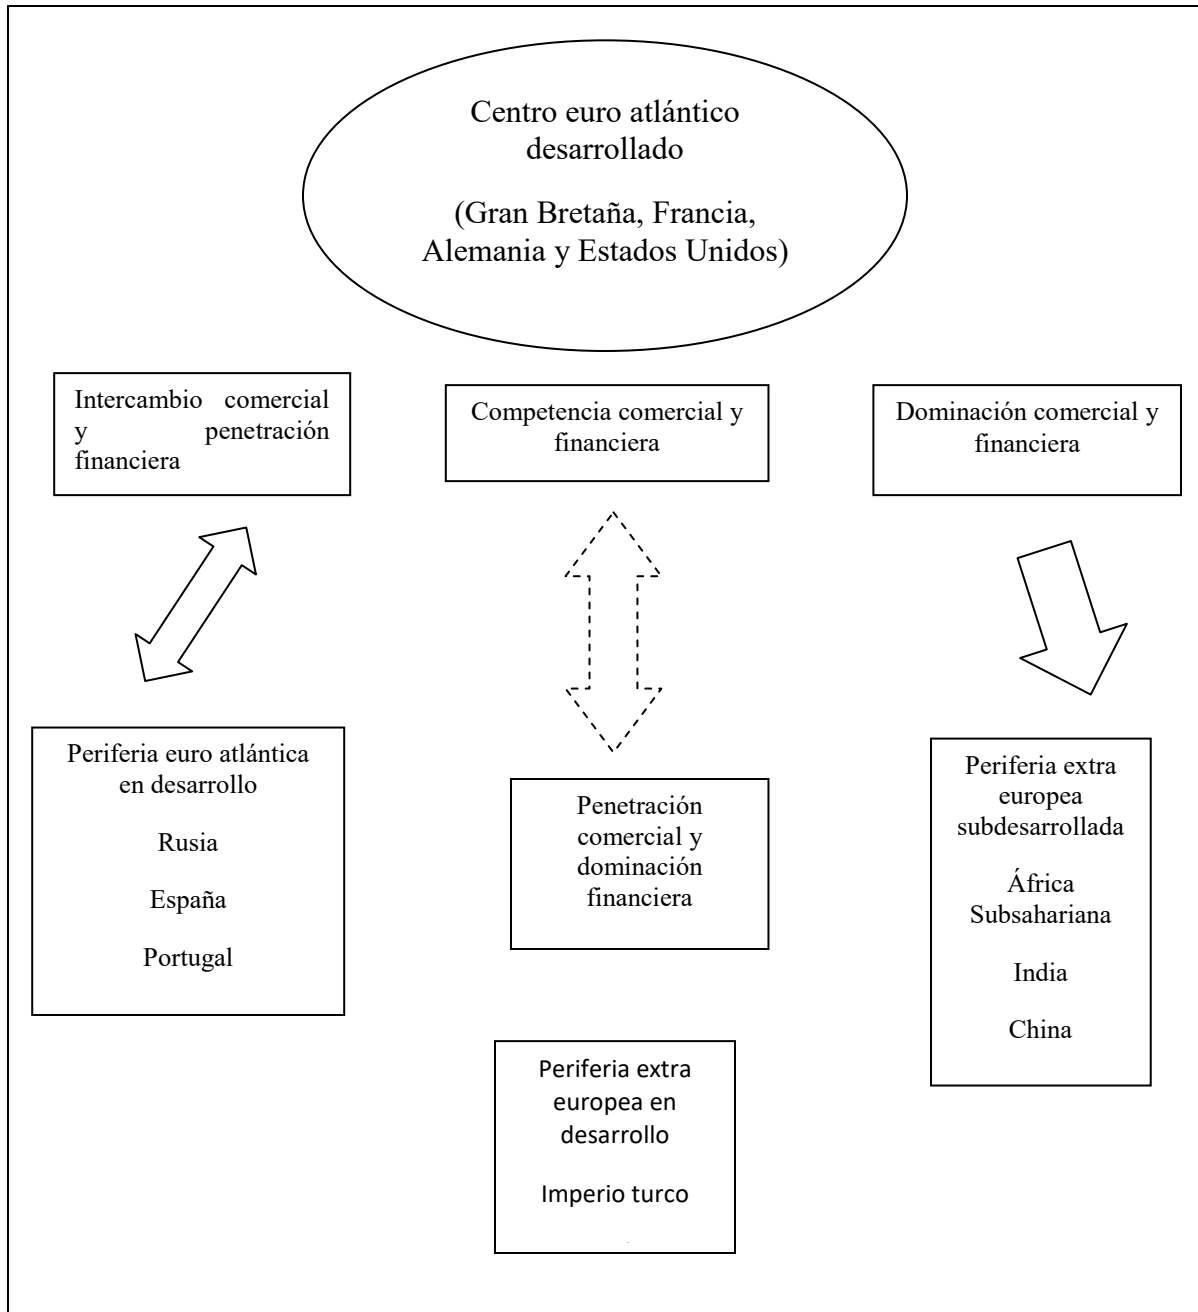 Centro euro atlántico
desarrollado
(Gran Bretaña, Francia,
Alemania y Estados Unidos)
Intercambio comercial
y penetración
financiera
Competencia comercial y
financiera
Dominación comercial y
financiera
Periferia euro atlántica
en desarrollo
Rusia
España
Portugal
Penetración
comercial y
dominación
financiera
Periferia extra
europea
subdesarrollada
África
Subsahariana
India
China
Periferia extra
europea en
desarrollo
Imperio turco